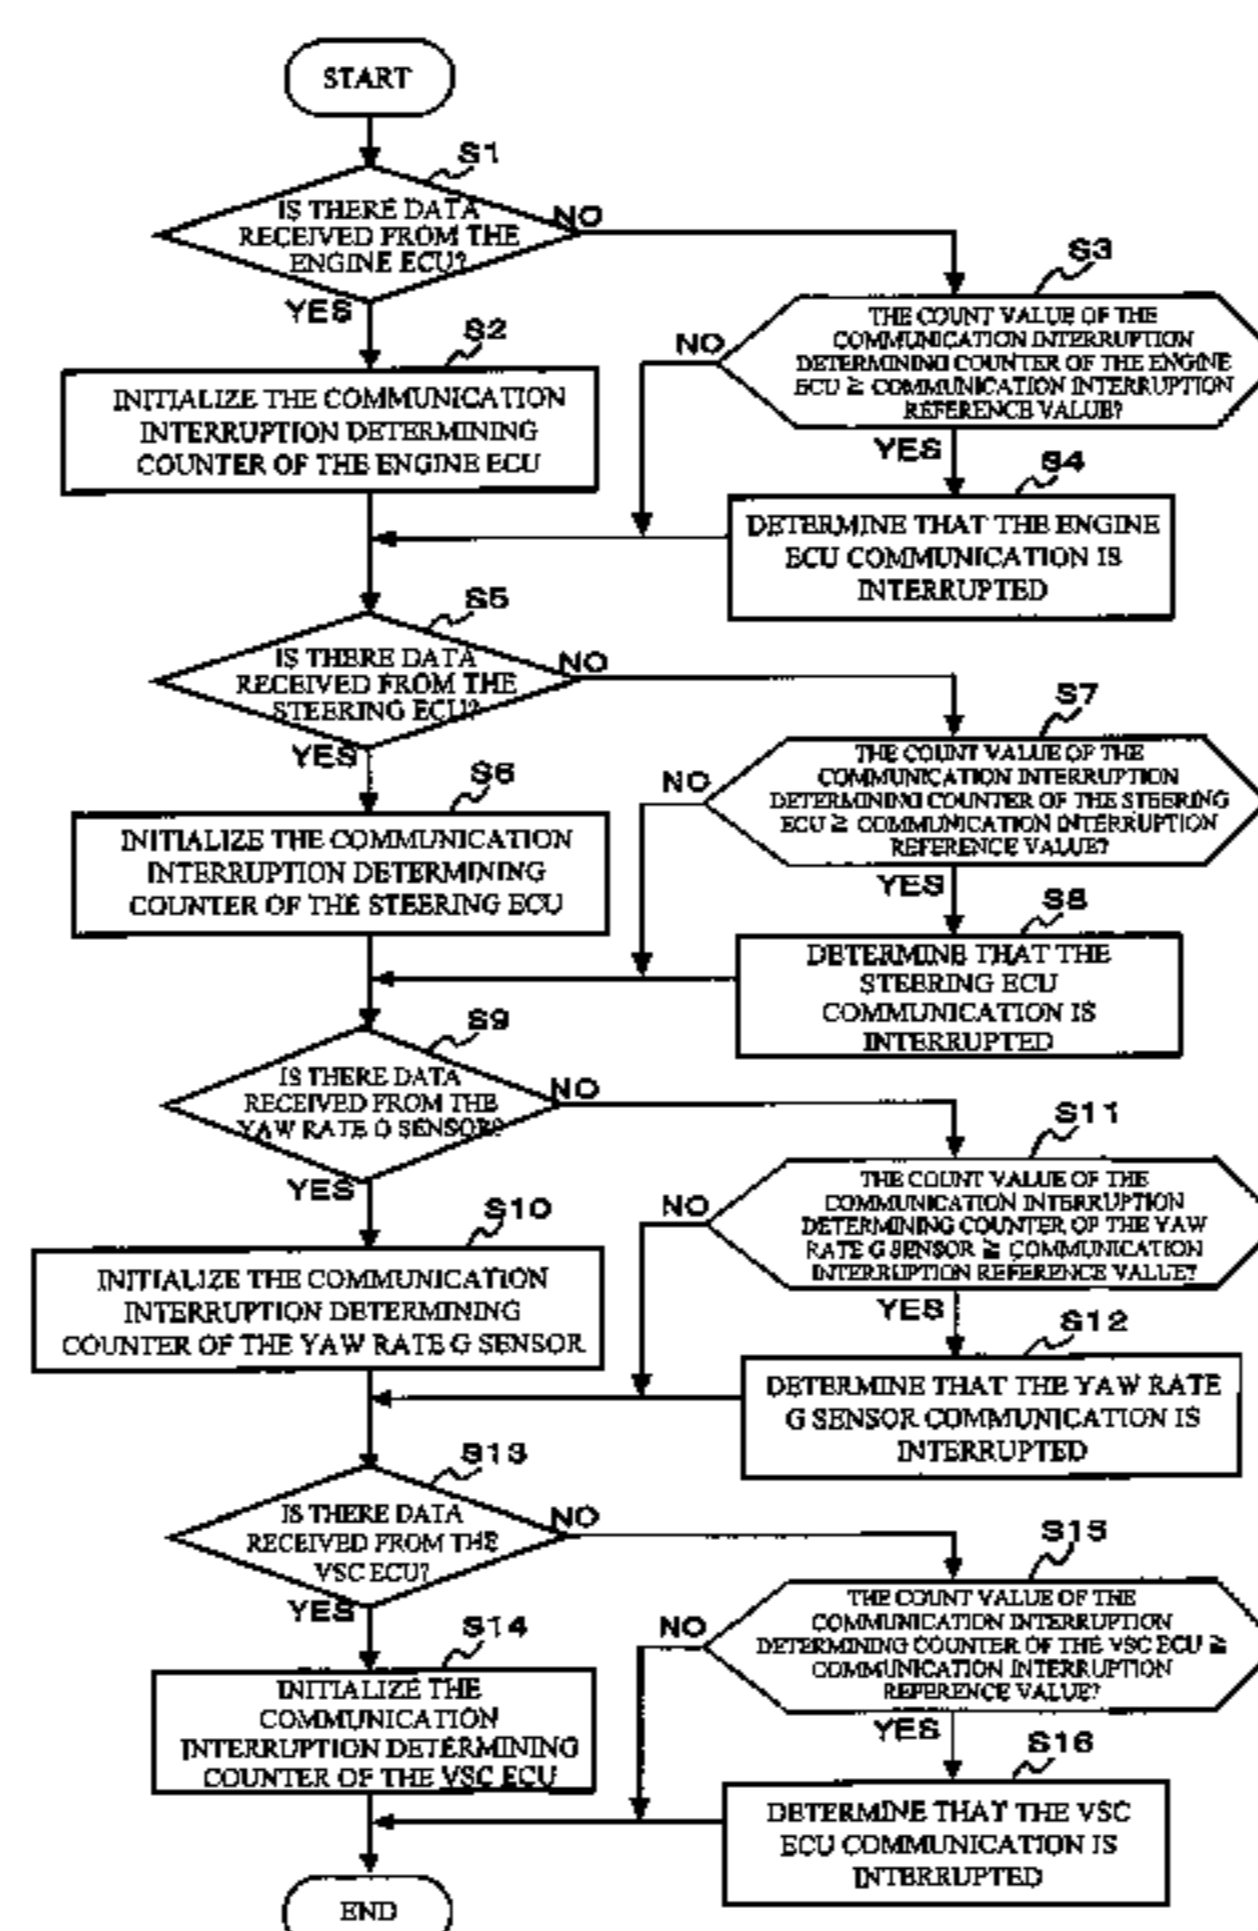 START
S1
IS THERE DATA
RECEIVED FROM THE
ENGINE ECU?
NO
YES
S2
INITIALIZE THE COMMUNICATION
INTERRUPTION DETERMINING
COUNTER OF THE ENGINE ECU
S3
THE COUNT VALUE OF THE
COMMUNICATION INTERRUPTION
DETERMINING COUNTER OF THE ENGINE
ECU ≧ COMMUNICATION INTERRUPTION
REFERENCE VALUE?
NO
YES
S4
DETERMINE THAT THE ENGINE
ECU COMMUNICATION IS
INTERRUPTED
S5
IS THERE DATA
RECEIVED FROM THE
STEERING ECU?
NO
YES
S6
INITIALIZE THE COMMUNICATION
INTERRUPTION DETERMINING
COUNTER OF THE STEERING ECU
S7
THE COUNT VALUE OF THE
COMMUNICATION INTERRUPTION
DETERMINING COUNTER OF THE STEERING
ECU ≧ COMMUNICATION INTERRUPTION
REFERENCE VALUE?
NO
YES
S8
DETERMINE THAT THE
STEERING ECU
COMMUNICATION IS
INTERRUPTED
S9
IS THERE DATA
RECEIVED FROM THE
YAW RATE G SENSOR?
NO
YES
S10
INITIALIZE THE COMMUNICATION
INTERRUPTION DETERMINING
COUNTER OF THE YAW RATE G SENSOR
S11
THE COUNT VALUE OF THE
COMMUNICATION INTERRUPTION
DETERMINING COUNTER OF THE YAW
RATE G SENSOR ≧ COMMUNICATION
INTERRUPTION REFERENCE VALUE?
NO
YES
S12
DETERMINE THAT THE YAW RATE
G SENSOR COMMUNICATION IS
INTERRUPTED
S13
IS THERE DATA
RECEIVED FROM THE
VSC ECU?
NO
YES
S14
INITIALIZE THE
COMMUNICATION
INTERRUPTION DETERMINING
COUNTER OF THE VSC ECU
S15
THE COUNT VALUE OF THE
COMMUNICATION INTERRUPTION
DETERMINING COUNTER OF THE VSC ECU ≧
COMMUNICATION INTERRUPTION
REFERENCE VALUE?
NO
YES
S16
DETERMINE THAT THE VSC
ECU COMMUNICATION IS
INTERRUPTED
END